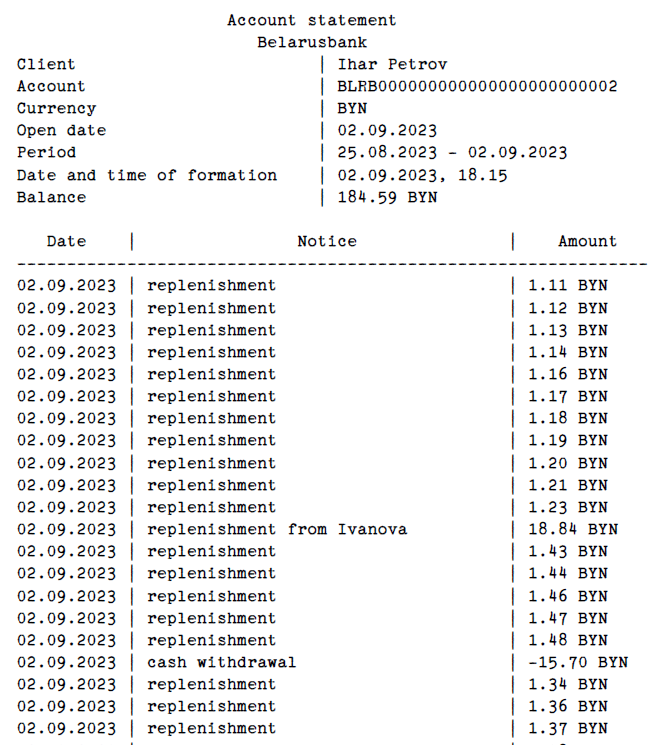 Account statement
Belarusbank
Client | Ihar Petrov
Account | BLRB000000000000000000000002
Currency | BYN
Open date | 02.09.2023
Period | 25.08.2023 - 02.09.2023
Date and time of formation | 02.09.2023, 18.15
Balance | 184.59 BYN
Date | Notice | Amount
---------------------------------------------------------------
02.09.2023 | replenishment | 1.11 BYN
02.09.2023 | replenishment | 1.12 BYN
02.09.2023 | replenishment | 1.13 BYN
02.09.2023 | replenishment | 1.14 BYN
02.09.2023 | replenishment | 1.16 BYN
02.09.2023 | replenishment | 1.17 BYN
02.09.2023 | replenishment | 1.18 BYN
02.09.2023 | replenishment | 1.19 BYN
02.09.2023 | replenishment | 1.20 BYN
02.09.2023 | replenishment | 1.21 BYN
02.09.2023 | replenishment | 1.23 BYN
02.09.2023 | replenishment from Ivanova | 18.84 BYN
02.09.2023 | replenishment | 1.43 BYN
02.09.2023 | replenishment | 1.44 BYN
02.09.2023 | replenishment | 1.46 BYN
02.09.2023 | replenishment | 1.47 BYN
02.09.2023 | replenishment | 1.48 BYN
02.09.2023 | cash withdrawal | -15.70 BYN
02.09.2023 | replenishment | 1.34 BYN
02.09.2023 | replenishment | 1.36 BYN
02.09.2023 | replenishment | 1.37 BYN